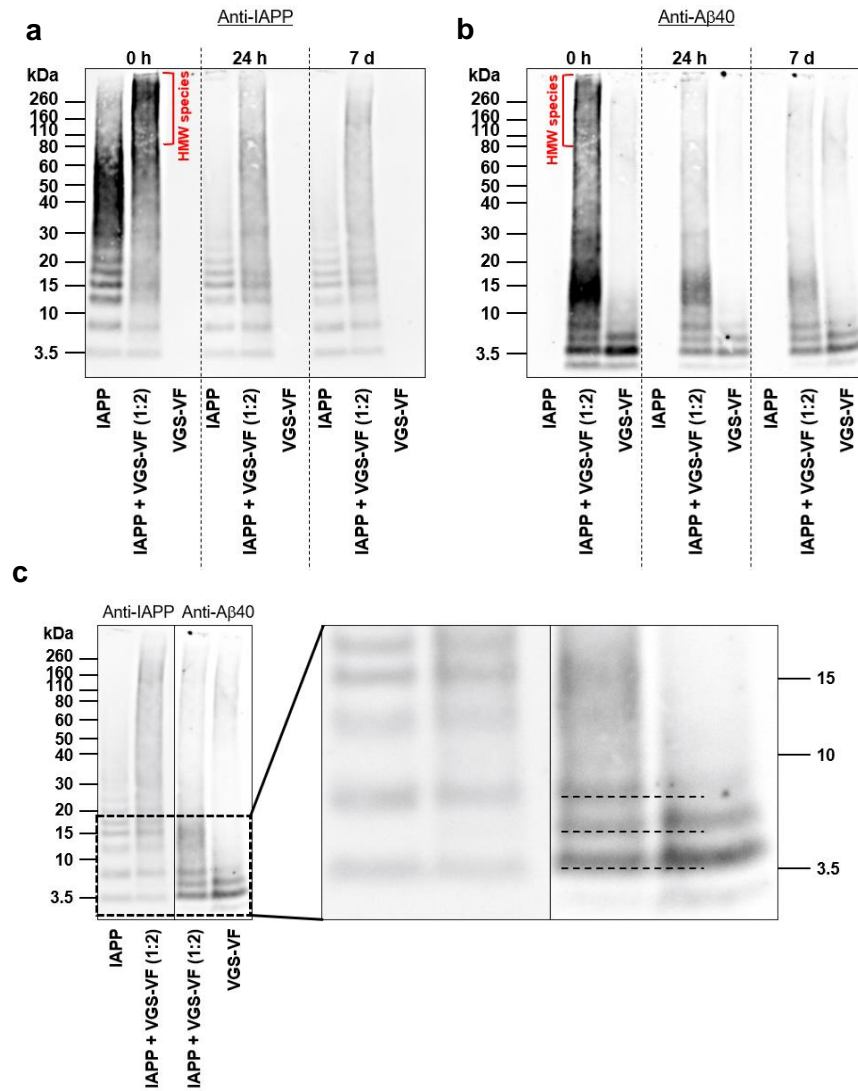 Anti-IAPP
a
0 h 24 h 7 d
kDa
260
160
110
80
60
50
40
30
20
15
10
3.5
HMW species
IAPP
IAPP + VGS-VF (1:2)
VGS-VF
IAPP
IAPP + VGS-VF (1:2)
VGS-VF
IAPP
IAPP + VGS-VF (1:2)
VGS-VF
Anti-Aβ40
b
0 h 24 h 7 d
kDa
260
160
110
80
60
50
40
30
20
15
10
3.5
HMW species
IAPP
IAPP + VGS-VF (1:2)
VGS-VF
IAPP
IAPP + VGS-VF (1:2)
VGS-VF
IAPP
IAPP + VGS-VF (1:2)
VGS-VF
c
Anti-IAPP Anti-Aβ40
kDa
260
160
110
80
60
50
40
30
20
15
10
3.5
IAPP
IAPP + VGS-VF (1:2)
IAPP + VGS-VF (1:2)
VGS-VF
15
10
3.5